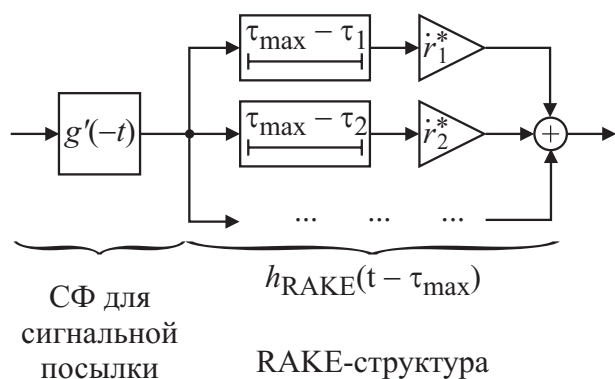 τmax − τ1
ṙ1*
g′(−t)
τmax − τ2
ṙ2*
+
... ... ...
hRAKE(t − τmax)
СФ для
сигнальной
посылки
RAKE-структура